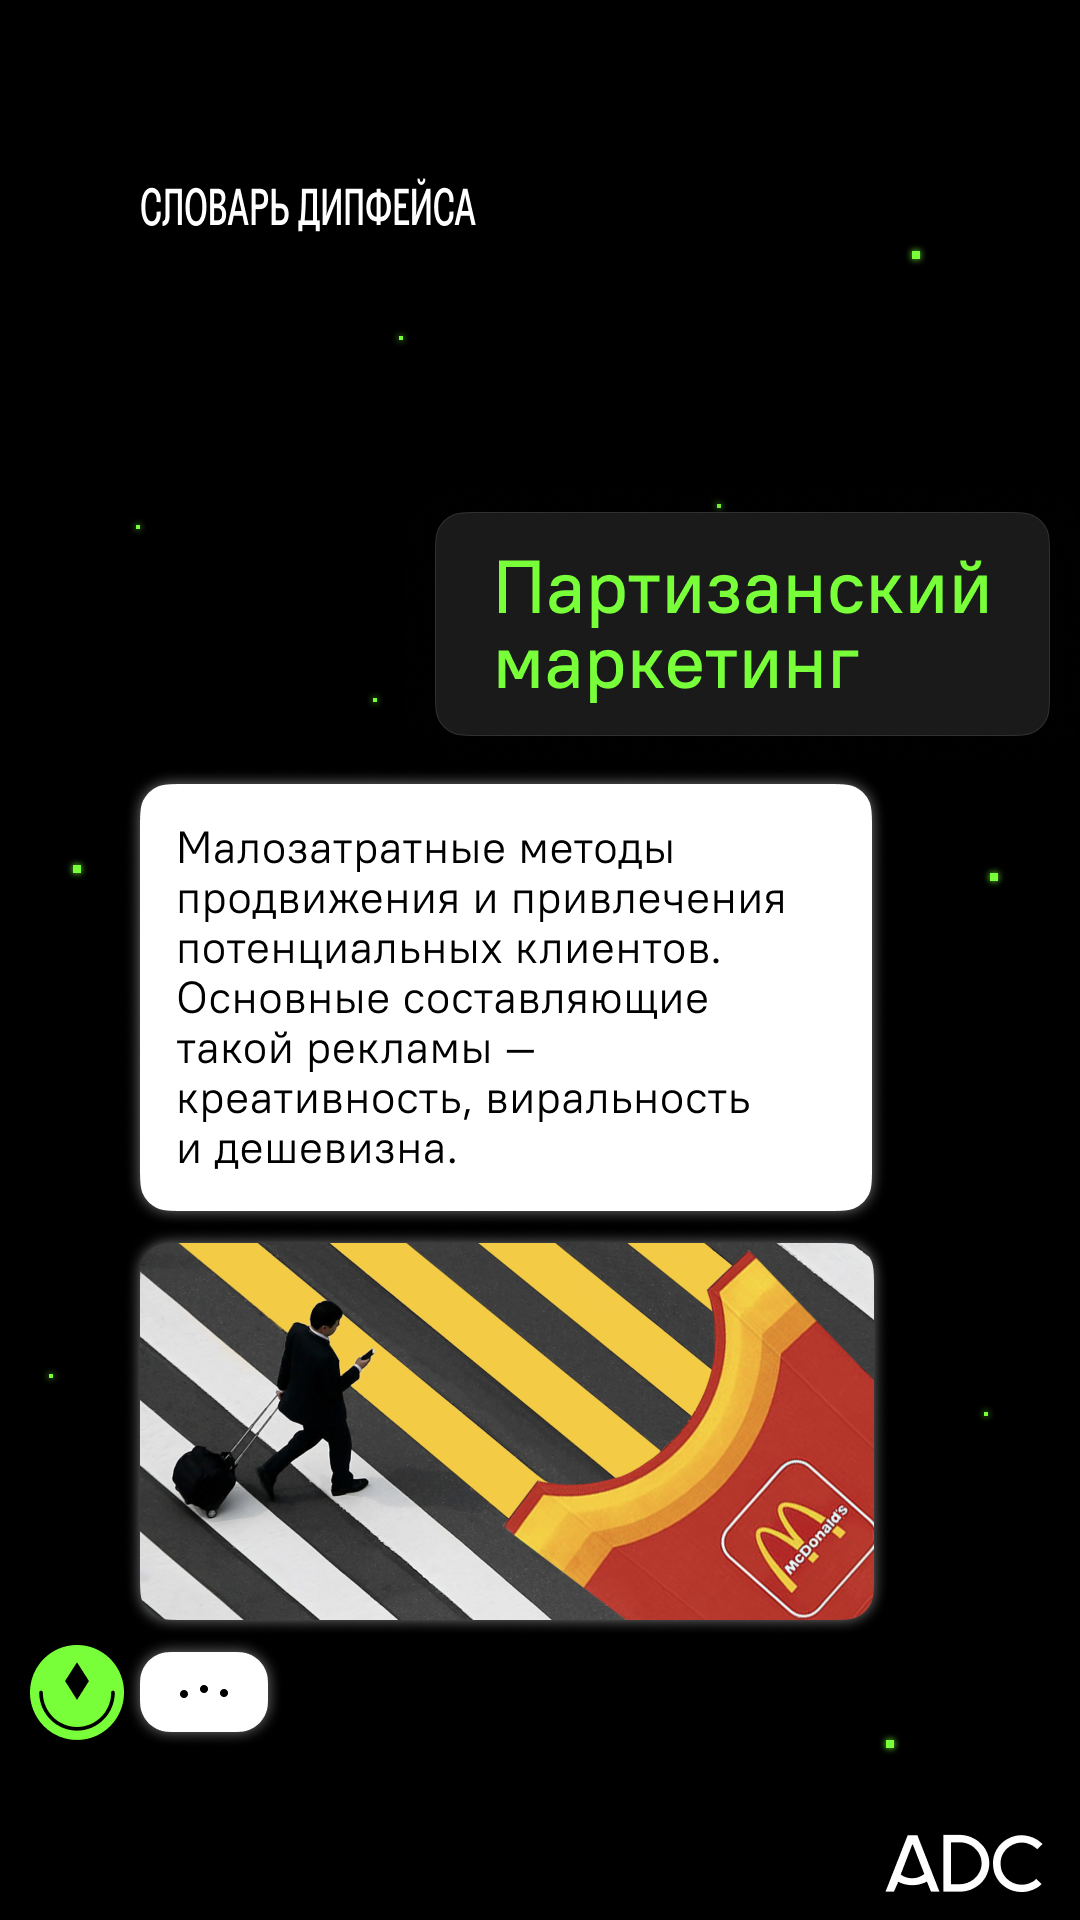 СЛОВАРЬ ДИПФЕЙСА
Партизанский
маркетинг
Малозатратные методы
продвижения и привлечения
потенциальных клиентов.
Основные составляющие
такой рекламы —
креативность, виральность
и дешевизна.
McDonald's
ADC